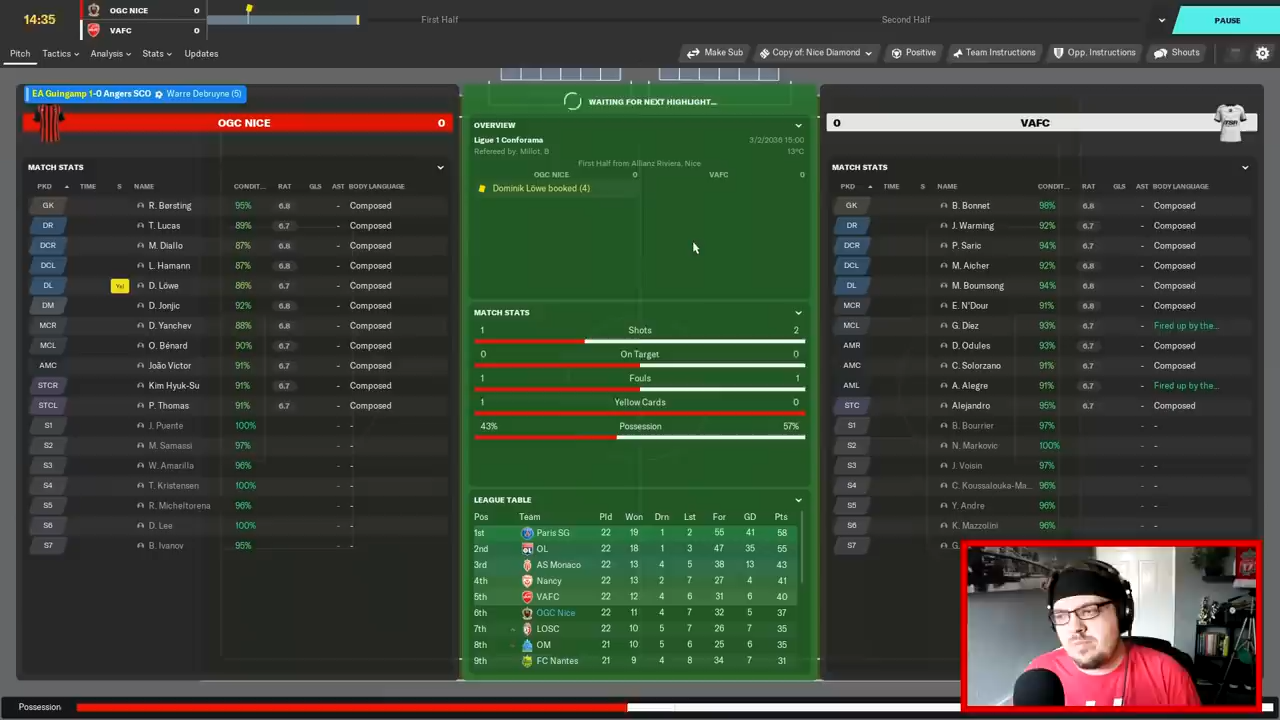 14:35 OGC NICE 0 First Half Second Half PAUSE
VAFC 0
Pitch Tactics Analysis Stats Updates Make Sub Copy of: Nice Diamond Positive Team Instructions Opp. Instructions Shouts
EA Guingamp 1-0 Angers SCO Warre Debruyne (5)
OGC NICE 0
WAITING FOR NEXT HIGHLIGHT...
0 VAFC
OVERVIEW
Ligue 1 Conforama 3/2/2036 15:00
Refereed by: Millot, B 13°C
First Half from Allianz Riviera, Nice
OGC NICE 0 VAFC 0
Dominik Löwe booked (4)
MATCH STATS
PKD TIME S NAME CONDIT... RAT GLS AST BODY LANGUAGE
GK R. Børsting 95% 6.8 - Composed
DR T. Lucas 89% 6.7 - Composed
DCR M. Diallo 87% 6.8 - Composed
DCL L. Hamann 87% 6.8 - Composed
DL Yel D. Löwe 86% 6.7 - Composed
DM D. Jonjic 92% 6.8 - Composed
MCR D. Yanchev 88% 6.8 - Composed
MCL O. Bénard 90% 6.7 - Composed
AMC João Victor 91% 6.8 - Composed
STCR Kim Hyuk-Su 91% 6.7 - Composed
STCL P. Thomas 91% 6.7 - Composed
S1 J. Puente 100% - - -
S2 M. Samassi 97% - - -
S3 W. Amarilla 96% - - -
S4 T. Kristensen 100% - - -
S5 R. Micheltorena 96% - - -
S6 D. Lee 100% - - -
S7 B. Ivanov 95% - - -
MATCH STATS
1 Shots 2
0 On Target 0
1 Fouls 1
1 Yellow Cards 0
43% Possession 57%
LEAGUE TABLE
Pos Team Pld Won Drn Lst For GD Pts
1st Paris SG 22 19 1 2 55 41 58
2nd OL 22 18 1 3 47 35 55
3rd AS Monaco 22 13 4 5 38 13 43
4th Nancy 22 13 2 7 27 4 41
5th VAFC 22 12 4 6 31 6 40
6th OGC Nice 22 11 4 7 32 5 37
7th LOSC 22 10 5 7 26 7 35
8th OM 21 10 5 6 25 6 35
9th FC Nantes 21 9 4 8 34 7 31
MATCH STATS
PKD TIME S NAME CONDIT... RAT GLS AST BODY LANGUAGE
GK B. Bonnet 98% 6.8 - Composed
DR J. Warming 92% 6.7 - Composed
DCR P. Saric 94% 6.8 - Composed
DCL M. Aicher 92% 6.8 - Composed
DL M. Boumsong 94% 6.8 - Composed
MCR E. N'Dour 91% 6.8 - Composed
MCL G. Díez 93% 6.7 - Fired up by the...
AMR D. Odules 93% 6.7 - Composed
AMC C. Solorzano 91% 6.8 - Composed
AML A. Alegre 91% 6.7 - Fired up by the...
STC Alejandro 95% 6.7 - Composed
S1 B. Bourrier 97% - - -
S2 N. Markovic 100% - - -
S3 J. Voisin 97% - - -
S4 C. Koussalouka-Ma... 96% - - -
S5 Y. Andre 96% - - -
S6 K. Mazzolini 96% - - -
S7 G.
Possession